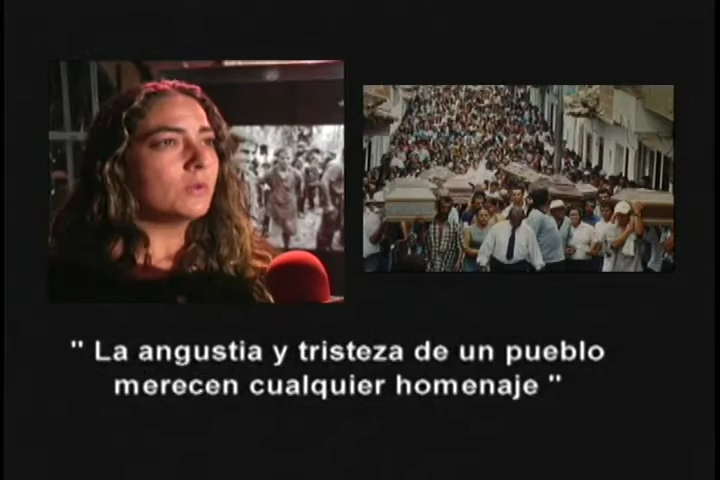 " La angustia y tristeza de un pueblo
merecen cualquier homenaje "